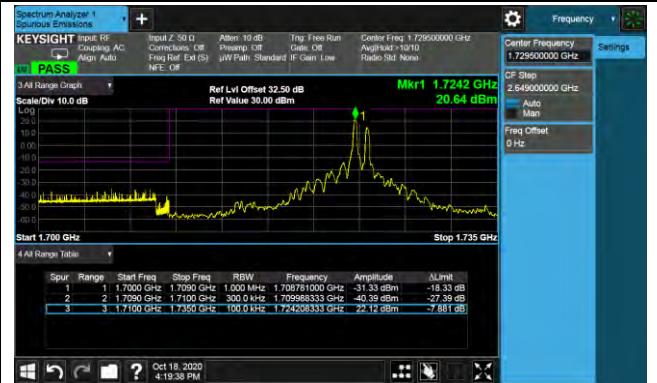 Spectrum Analyzer 1
Spurious Emissions
Frequency
KEYSIGHT Input: RF
Coupling: AC
Align: Auto
Input Z: 50 Ω
Corrections: Off
Freq Ref: Ext (S)
NFE: Off
Atten: 10 dB
Preamp: Off
µW Path: Standard
Trig: Free Run
Gate: Off
IF Gain: Low
Center Freq: 1.729500000 GHz
Avg|Hold:>10/10
Radio Std: None
PASS
Center Frequency
1.729500000 GHz
Settings
CF Step
2.649000000 GHz
Auto
Man
Freq Offset
0 Hz
3 All Range Graph
Scale/Div 10.0 dB
Ref Lvl Offset 32.50 dB
Ref Value 30.00 dBm
Mkr1 1.7242 GHz
20.64 dBm
Log
20.0
10.0
0.00
-10.0
-20.0
-30.0
-40.0
-50.0
-60.0
1
Start 1.700 GHz
Stop 1.735 GHz
4 All Range Table
Spur Range Start Freq Stop Freq RBW Frequency Amplitude ΔLimit
1 1 1.7000 GHz 1.7090 GHz 1.000 MHz 1.708781000 GHz -31.33 dBm -18.33 dB
2 2 1.7090 GHz 1.7100 GHz 300.0 kHz 1.709988333 GHz -40.39 dBm -27.39 dB
3 3 1.7100 GHz 1.7350 GHz 100.0 kHz 1.724208333 GHz 22.12 dBm -7.881 dB
?
Oct 18, 2020
4:19:38 PM